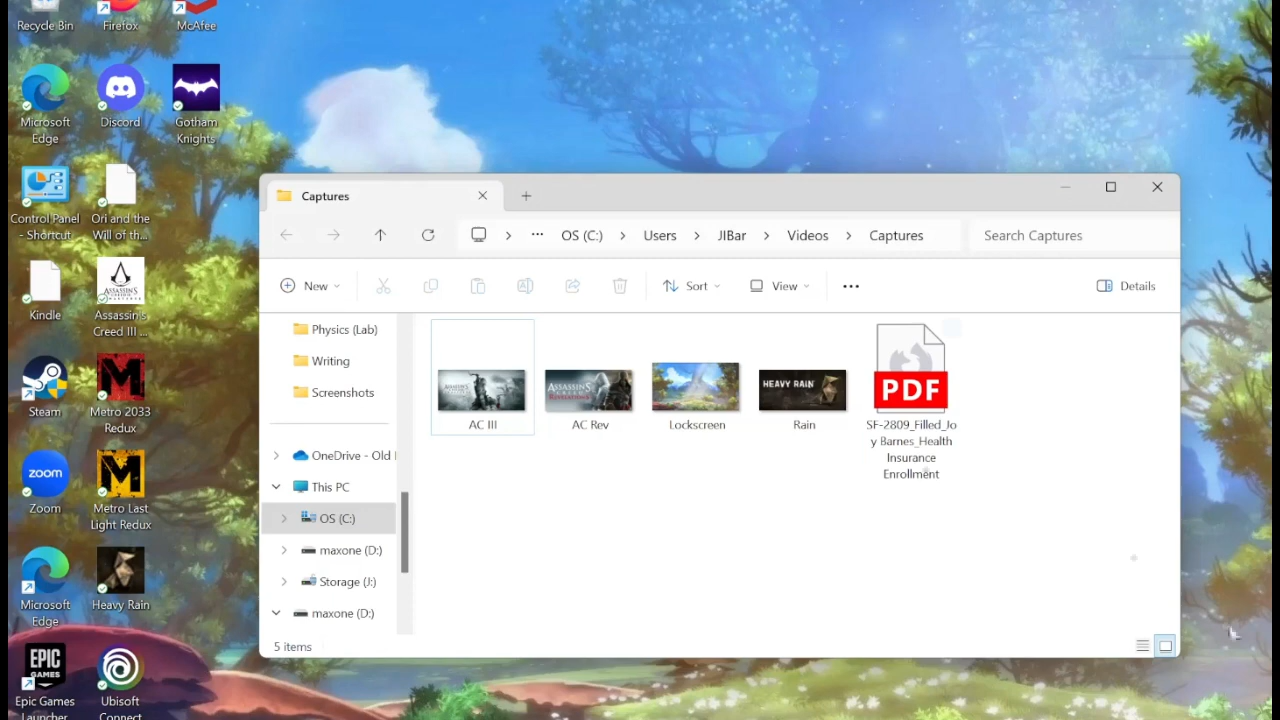 Recycle Bin
Firefox
McAfee
Microsoft
Edge
Discord
Gotham
Knights
Control Panel
- Shortcut
Ori and the
Will of th...
Kindle
ASSASSIN'S
Assassin's
Creed III ...
Steam
Metro 2033
Redux
zoom
Zoom
Metro Last
Light Redux
Microsoft
Edge
Heavy Rain
EPIC
GAMES
Epic Games
Launcher
Ubisoft
Connect
Captures
OS (C:)
Users
JIBar
Videos
Captures
Search Captures
New
Sort
View
Details
Physics (Lab)
Writing
Screenshots
OneDrive - Old
This PC
OS (C:)
maxone (D:)
Storage (J:)
maxone (D:)
AC III
ASSASSIN'S
REVELATIONS
AC Rev
Lockscreen
HEAVY RAIN
Rain
PDF
SF-2809_Filled_Jo
y Barnes_Health
Insurance
Enrollment
5 items